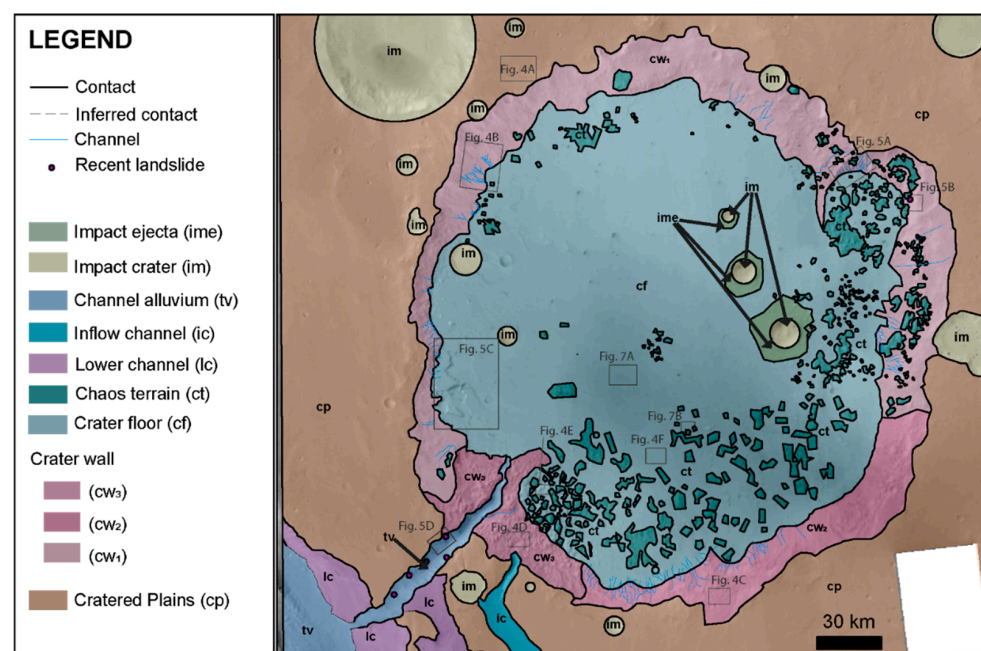 LEGEND
Contact
Inferred contact
Channel
Recent landslide
Impact ejecta (ime)
Impact crater (im)
Channel alluvium (tv)
Inflow channel (ic)
Lower channel (lc)
Chaos terrain (ct)
Crater floor (cf)
Crater wall
(cw₃)
(cw₂)
(cw₁)
Cratered Plains (cp)
im
im
Fig. 4A
cw₁
im
cp
im
Fig. 4B
ct
Fig. 5A
im
Fig. 5B
im
ime
im
ct
im
cf
im
Fig. 5C
im
ct
Fig. 7A
cp
Fig. 7B
Fig. 4E
ct
Fig. 4F
ct
cw₃
Fig. 5D
Fig. 4D
cw₂
tv
ct
cw₃
lc
im
Fig. 4C
cp
lc
ic
30 km
tv
lc
im